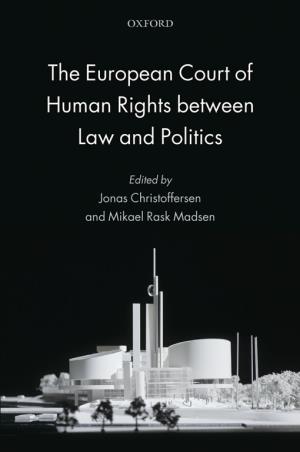 OXFORD
The European Court of
Human Rights between
Law and Politics
Edited by
Jonas Christoffersen
and Mikael Rask Madsen